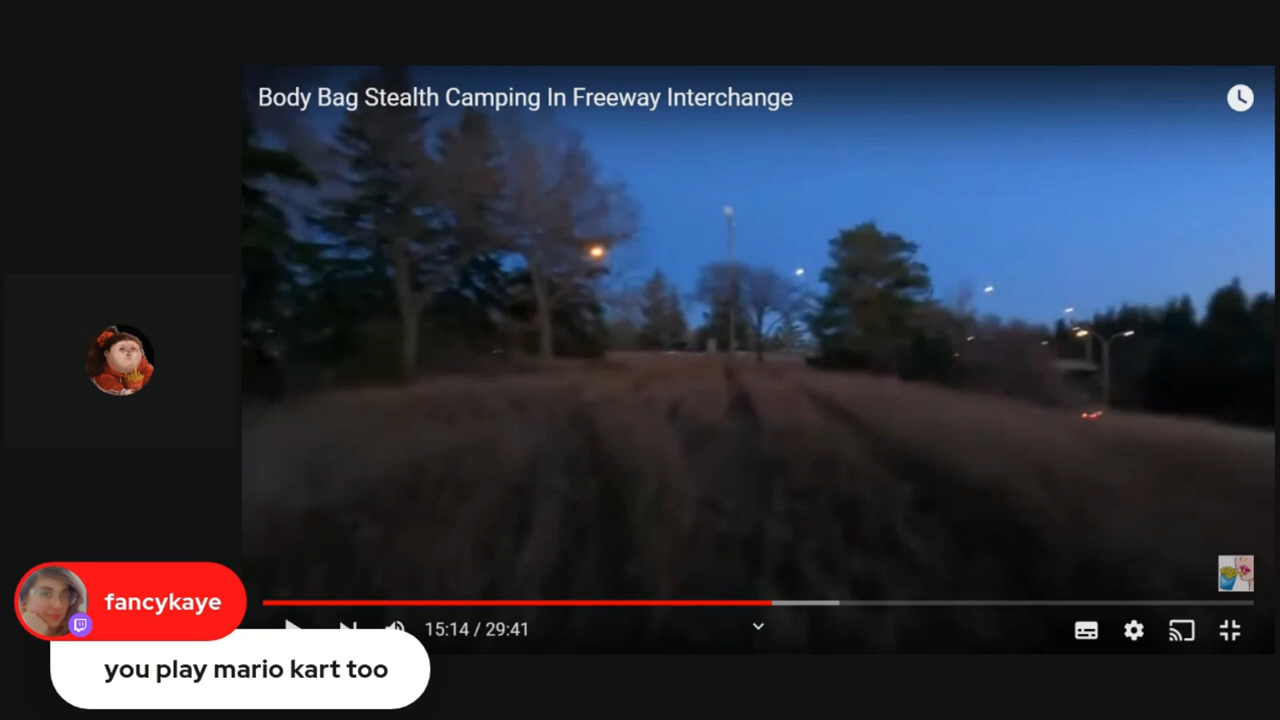 Body Bag Stealth Camping In Freeway Interchange
fancykaye
15:14 / 29:41
you play mario kart too